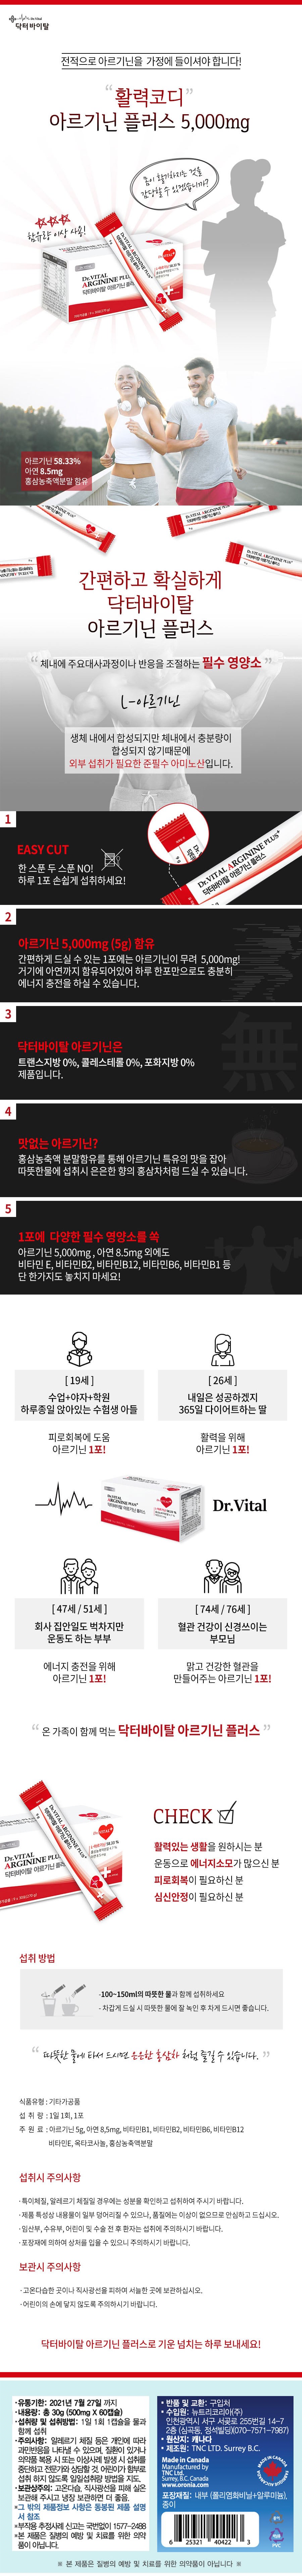 Dr.Vital
닥터바이탈
전적으로 아르기닌을 가정에 들이셔야 합니다!
“ 활력코디 ”
아르기닌 플러스 5,000mg
몸이 활기차다는 것을
감당할 수 있겠습니까?
함유량 이상 사용!
Dr.VITAL
ARGININE PLUS+
닥터바이탈 아르기닌 플러스
아르기닌 58.33%
아연 8.5mg
홍삼농축액분말 함유
간편하고 확실하게
닥터바이탈
아르기닌 플러스
“ 체내에 주요대사과정이나 반응을 조절하는 필수 영양소 ”
L-아르기닌
생체 내에서 합성되지만 체내에서 충분량이
합성되지 않기때문에
외부 섭취가 필요한 준필수 아미노산입니다.
1
EASY CUT
한 스푼 두 스푼 NO!
하루 1포 손쉽게 섭취하세요!
Dr.VITAL ARGININE PLUS+
닥터바이탈 아르기닌 플러스
2
아르기닌 5,000mg (5g) 함유
간편하게 드실 수 있는 1포에는 아르기닌이 무려 5,000mg!
거기에 아연까지 함유되어있어 하루 한포만으로도 충분히
에너지 충전을 하실 수 있습니다.
3
닥터바이탈 아르기닌은
트랜스지방 0%, 콜레스테롤 0%, 포화지방 0%
제품입니다.
無
4
맛없는 아르기닌?
홍삼농축액 분말함유를 통해 아르기닌 특유의 맛을 잡아
따뜻한물에 섭취시 은은한 향의 홍삼차처럼 드실 수 있습니다.
5
1포에 다양한 필수 영양소를 쏙
아르기닌 5,000mg , 아연 8.5mg 외에도
비타민 E, 비타민B2, 비타민B12, 비타민B6, 비타민B1 등
단 한가지도 놓치지 마세요!
[ 19세 ]
수업+야자+학원
하루종일 앉아있는 수험생 아들
피로회복에 도움
아르기닌 1포!
[ 26세 ]
내일은 성공하겠지
365일 다이어트하는 딸
활력을 위해
아르기닌 1포!
Dr.VITAL
ARGININE PLUS+
닥터바이탈 아르기닌 플러스
Dr.Vital
[ 47세 / 51세 ]
회사 집안일도 벅차지만
운동도 하는 부부
에너지 충전을 위해
아르기닌 1포!
[ 74세 / 76세 ]
혈관 건강이 신경쓰이는
부모님
맑고 건강한 혈관을
만들어주는 아르기닌 1포!
“ 온 가족이 함께 먹는 닥터바이탈 아르기닌 플러스 ”
Dr.VITAL
ARGININE PLUS+
닥터바이탈 아르기닌 플러스
CHECK
활력있는 생활을 원하시는 분
운동으로 에너지소모가 많으신 분
피로회복이 필요하신 분
심신안정이 필요하신 분
섭취 방법
-100~150ml의 따뜻한 물과 함께 섭취하세요
- 차갑게 드실 시 따뜻한 물에 잘 녹인 후 차게 드시면 좋습니다.
“ 따뜻한 물에 타서 드시면 은은한 홍삼차 처럼 즐길 수 있습니다. ”
식품유형 : 기타가공품
섭 취 량 : 1일 1회, 1포
주 원 료 : 아르기닌 5g, 아연 8,5mg, 비타민B1, 비타민B2, 비타민B6, 비타민B12
비타민E, 옥타코사놀, 홍삼농축액분말
섭취시 주의사항
· 특이체질, 알레르기 체질일 경우에는 성분을 확인하고 섭취하여 주시기 바랍니다.
· 제품 특성상 내용물이 일부 덩어리질 수 있으나, 품질에는 이상이 없으므로 안심하고 드십시오.
· 임산부, 수유부, 어린이 및 수술 전 후 환자는 섭취에 주의하시기 바랍니다.
· 포장재에 의하여 상처를 입을 수 있으니 주의하시기 바랍니다.
보관시 주의사항
· 고온다습한 곳이나 직사광선을 피하여 서늘한 곳에 보관하십시오.
· 어린이의 손에 닿지 않도록 주의하시기 바랍니다.
닥터바이탈 아르기닌 플러스로 기운 넘치는 하루 보내세요!
·유통기한: 2021년 7월 27일 까지
·내용량: 총 30g (500mg X 60캡슐)
·섭취량 및 섭취방법: 1일 1회 1캡슐을 물과
함께 섭취
·주의사항: 알레르기 체질 등은 개인에 따라
과민반응을 나타낼 수 있으며, 질환이 있거나
의약품 복용 시 또는 이상사례 발생 시 섭취를
중단하고 전문가와 상담할 것, 어린이가 함부로
섭취 하지 않도록 일일섭취량 방법을 지도.
·보관상주의: 고온다습, 직사광선을 피해 실온
보관해 주시고 냉장 보관하면 더 좋음.
*그 밖의 제품정보 사항은 동봉된 제품 설명
서 참조
*부작용 추정사례 신고는 국번없이 1577-2488
*본 제품은 질병의 예방 및 치료를 위한 의약
품이 아닙니다.
· 반품 및 교환: 구입처
· 수입원: 뉴트리코리아(주)
인천광역시 서구 서곶로 255번길 14-7
2층 (심곡동, 정석빌딩)(070-7571-7987)
· 원산지: 캐나다
· 제조원: TNC LTD. Surrey B.C.
Made in Canada
Manufactured by
TNC Ltd.
Surrey, B.C. Canada
www.oronia.com
MADE IN CANADA
포장재질: 내부 (폴리염화비닐+알루미늄),
종이
6 25321 40422 3
PVC
※ 본 제품은 질병의 예방 및 치료를 위한 의약품이 아닙니다 ※